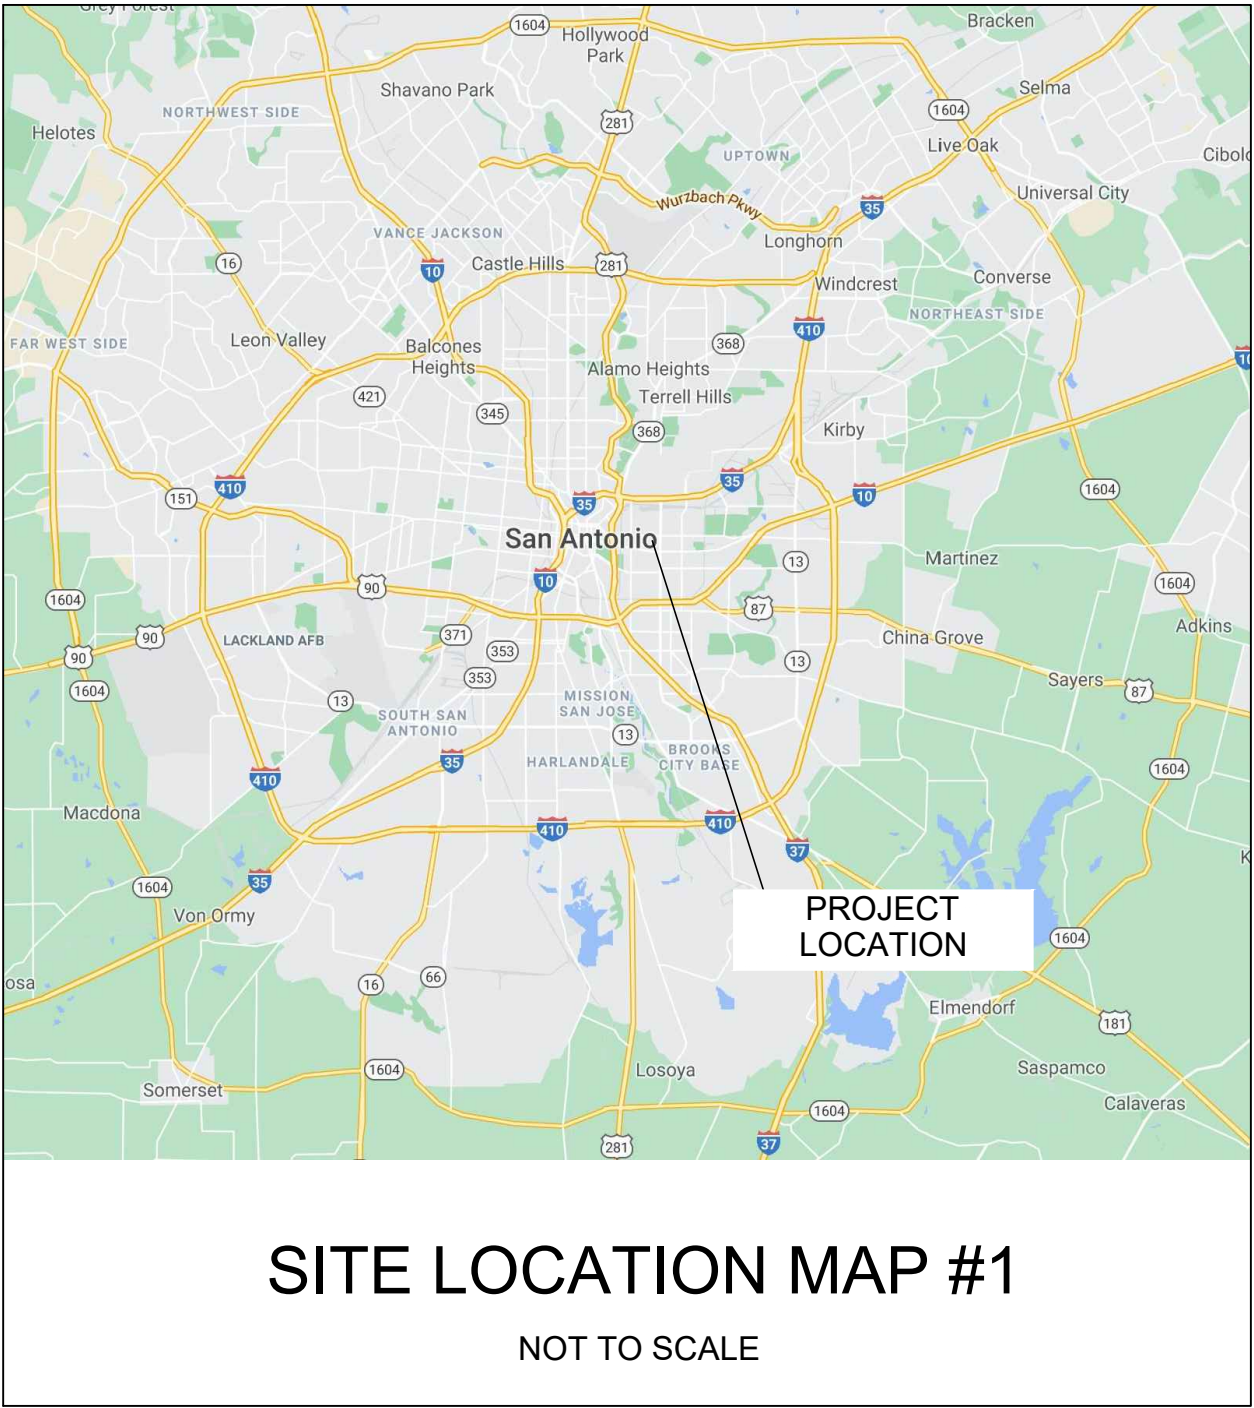 Grey Forest
1604
Hollywood
Park
Bracken
Shavano Park
Selma
NORTHWEST SIDE
281
1604
Helotes
Live Oak
UPTOWN
Cibolo
Universal City
Wurzbach Pkwy
35
VANCE JACKSON
Longhorn
16
10
Castle Hills
281
Windcrest
Converse
NORTHEAST SIDE
410
FAR WEST SIDE
Leon Valley
Balcones
Heights
368
10
Alamo Heights
421
345
Terrell Hills
368
Kirby
410
151
35
35
10
1604
San Antonio
13
Martinez
10
90
1604
1604
87
90
LACKLAND AFB
371
353
China Grove
Adkins
90
353
13
Sayers
87
1604
13
MISSION
SAN JOSE
SOUTH SAN
ANTONIO
13
BROOKS
CITY BASE
35
HARLANDALE
410
1604
Macdona
410
410
37
35
1604
Von Ormy
PROJECT
LOCATION
1604
osa
16
66
Elmendorf
181
1604
Losoya
Saspamco
Somerset
Calaveras
1604
281
37
K
SITE LOCATION MAP #1
NOT TO SCALE